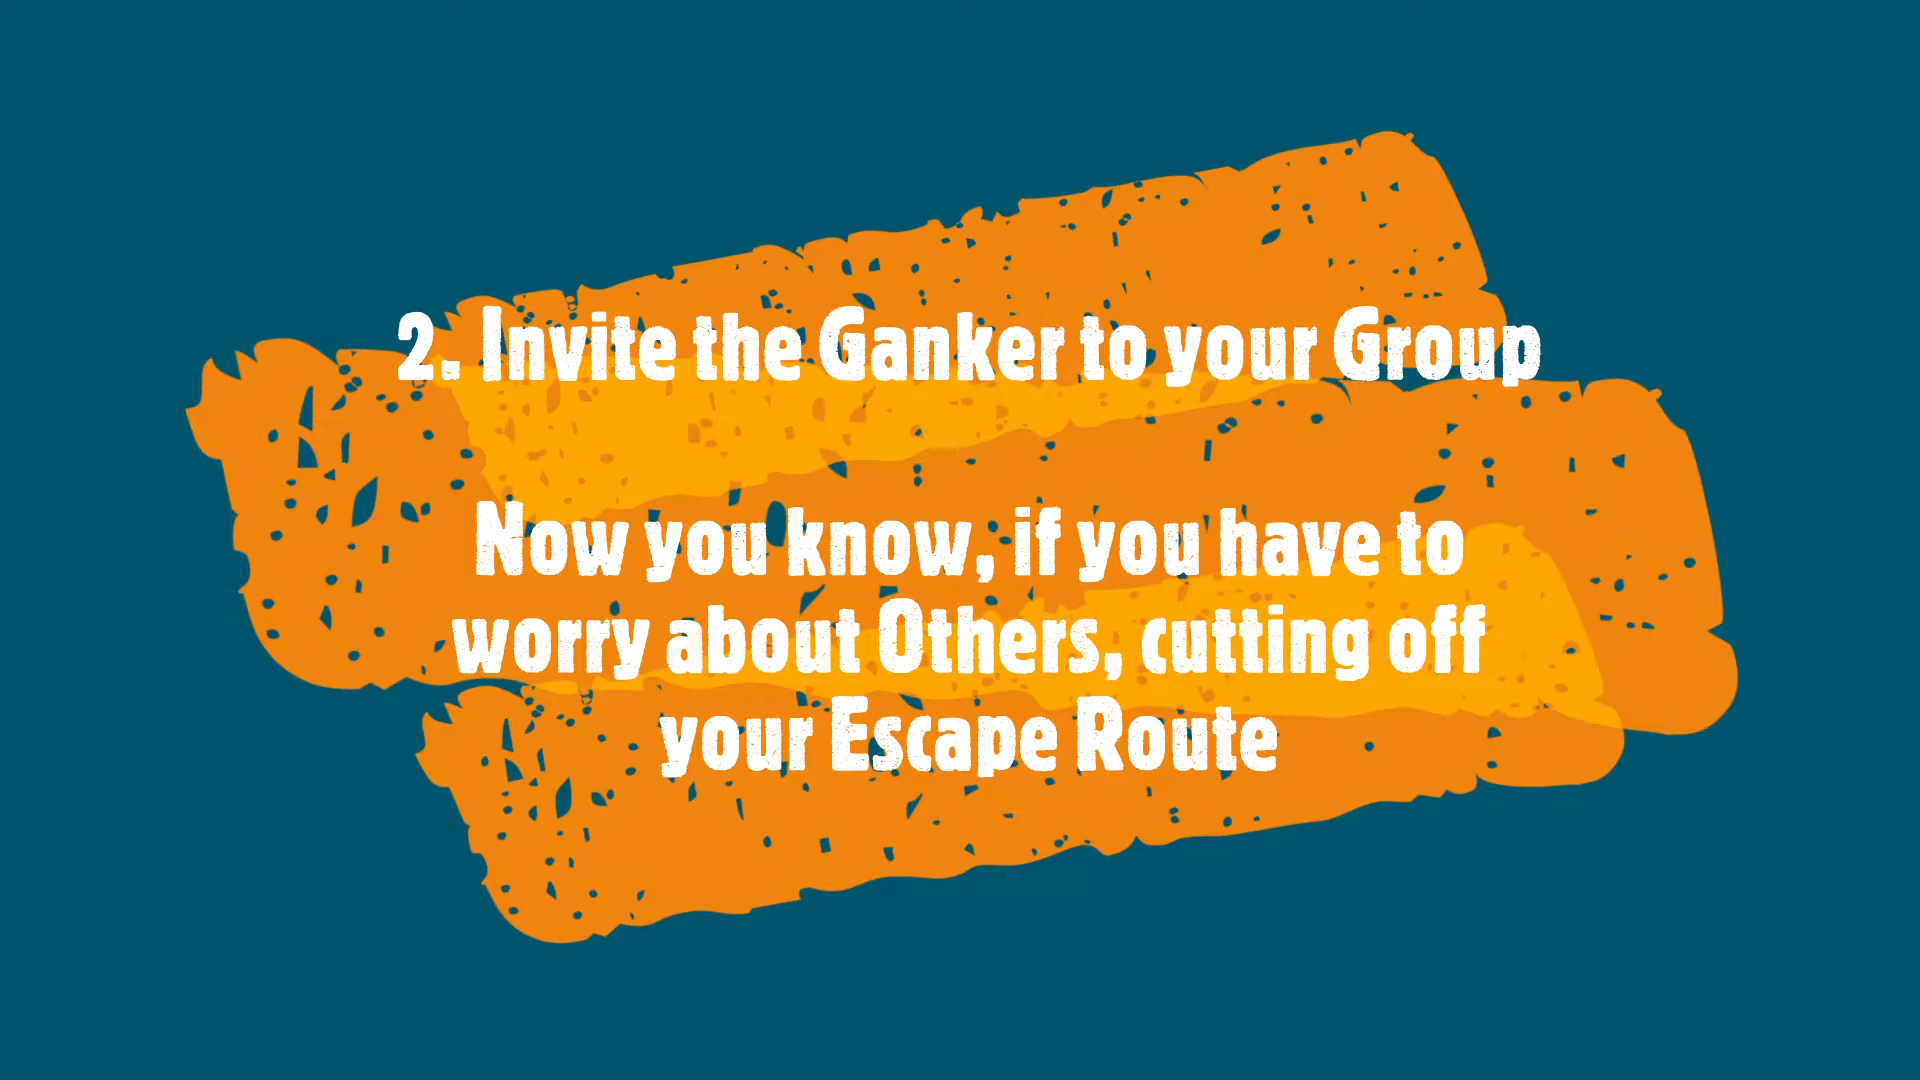 2. Invite the Ganker to your Group
Now you know, if you have to
worry about Others, cutting off
your Escape Route